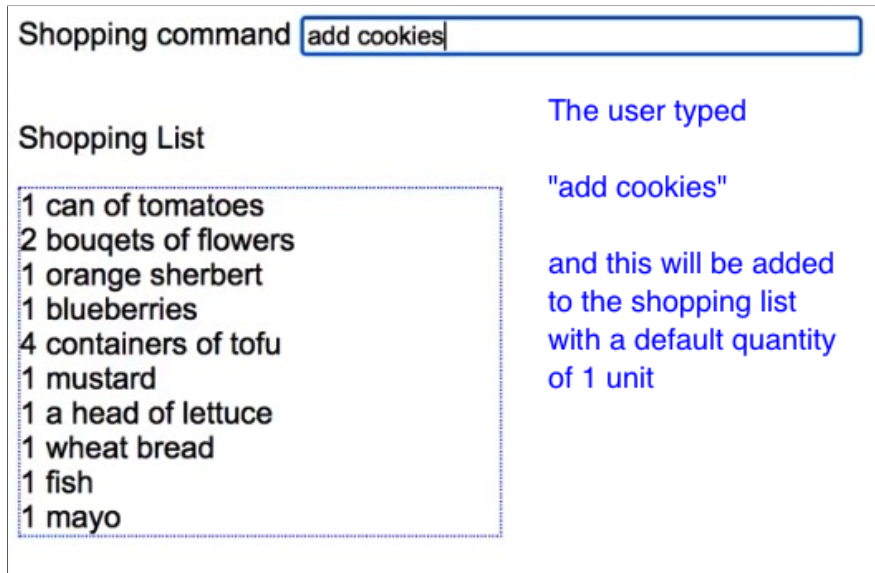 Shopping command add cookies
Shopping List
1 can of tomatoes
2 bouqets of flowers
1 orange sherbert
1 blueberries
4 containers of tofu
1 mustard
1 a head of lettuce
1 wheat bread
1 fish
1 mayo
The user typed
"add cookies"
and this will be added
to the shopping list
with a default quantity
of 1 unit